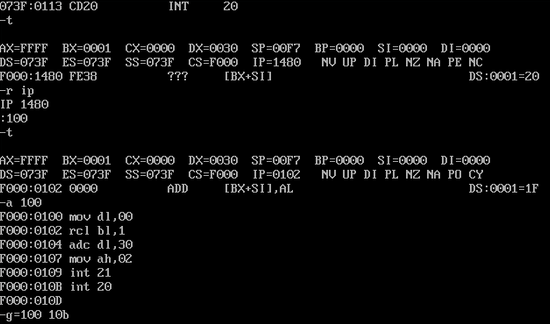 073F:0113 CD20 INT 20
-t
AX=FFFF BX=0001 CX=0000 DX=0030 SP=00F7 BP=0000 SI=0000 DI=0000
DS=073F ES=073F SS=073F CS=F000 IP=1480 NV UP DI PL NZ NA PE NC
F000:1480 FE38 ??? [BX+SI] DS:0001=20
-r ip
IP 1480
:100
-t
AX=FFFF BX=0001 CX=0000 DX=0030 SP=00F7 BP=0000 SI=0000 DI=0000
DS=073F ES=073F SS=073F CS=F000 IP=0102 NV UP DI PL NZ NA PO CY
F000:0102 0000 ADD [BX+SI],AL DS:0001=1F
-a 100
F000:0100 mov dl,00
F000:0102 rcl bl,1
F000:0104 adc dl,30
F000:0107 mov ah,02
F000:0109 int 21
F000:010B int 20
F000:010D
-g=100 10b